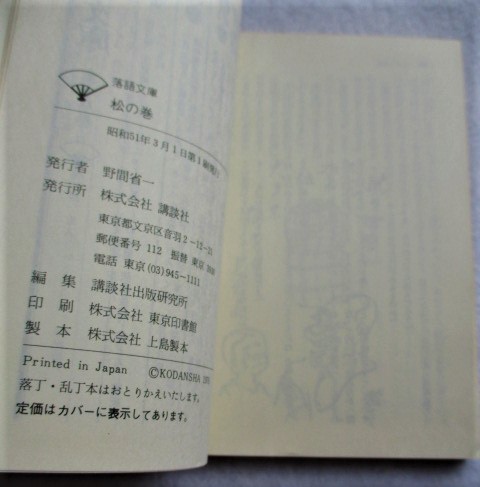 落語文庫
松の巻
昭和51年3月1日第1刷発行
発行者 野間省一
発行所 株式会社 講談社
東京都文京区音羽2-12-21
郵便番号 112 振替 東京
電話 東京(03)945-1111
編集 講談社出版研究所
印刷 株式会社 東京印書館
製本 株式会社 上島製本
Printed in Japan ©KODANSHA
落丁・乱丁本はおとりかえいたします。
定価はカバーに表示してあります。